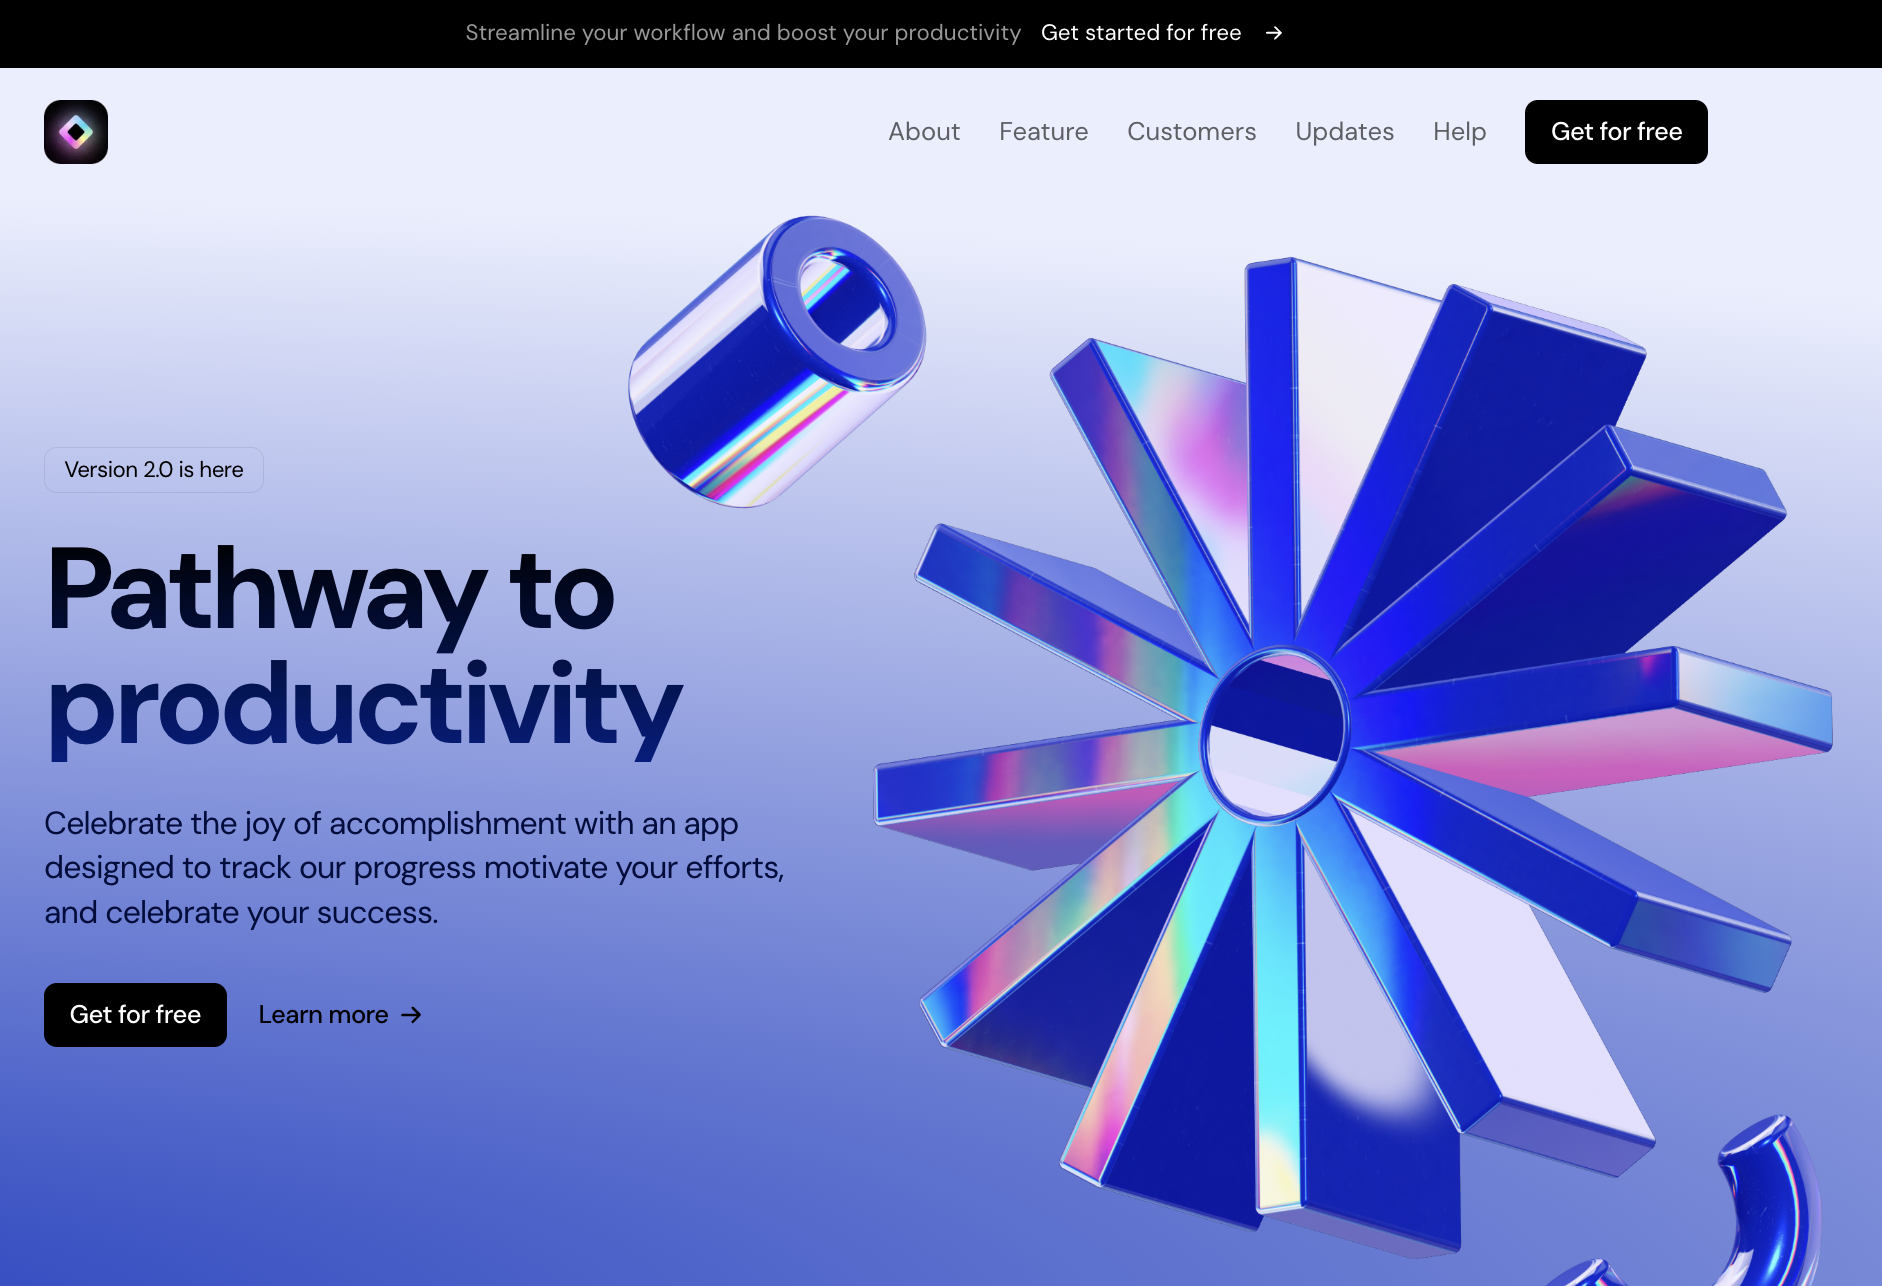 Streamline your workflow and boost your productivity Get started for free →
About Feature Customers Updates Help Get for free
Version 2.0 is here
Pathway to
productivity
Celebrate the joy of accomplishment with an app
designed to track our progress motivate your efforts,
and celebrate your success.
Get for free Learn more →